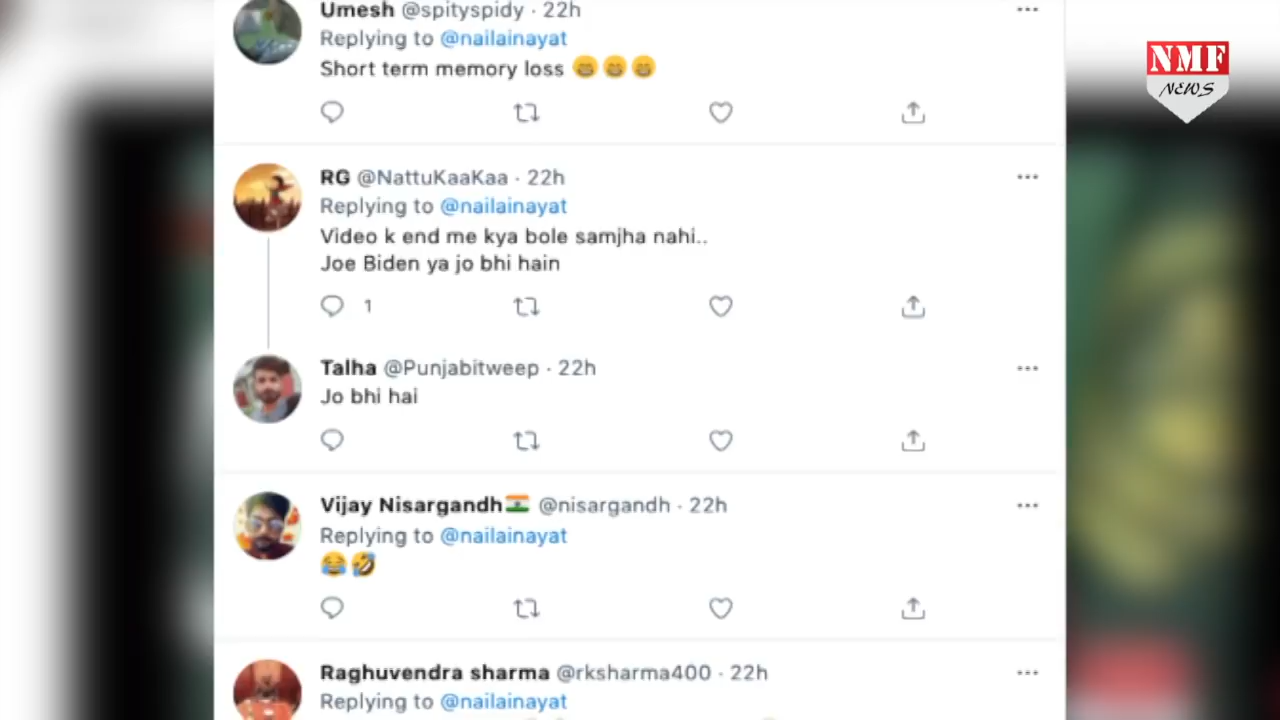 Umesh @spityspidy · 22h
Replying to @nailainayat
Short term memory loss 😁😁😁
NMF
NEWS
RG @NattuKaaKaa · 22h
Replying to @nailainayat
Video k end me kya bole samjha nahi..
Joe Biden ya jo bhi hain
1
Talha @Punjabitweep · 22h
Jo bhi hai
Vijay Nisargandh🇮🇳 @nisargandh · 22h
Replying to @nailainayat
😂🤣
Raghuvendra sharma @rksharma400 · 22h
Replying to @nailainayat